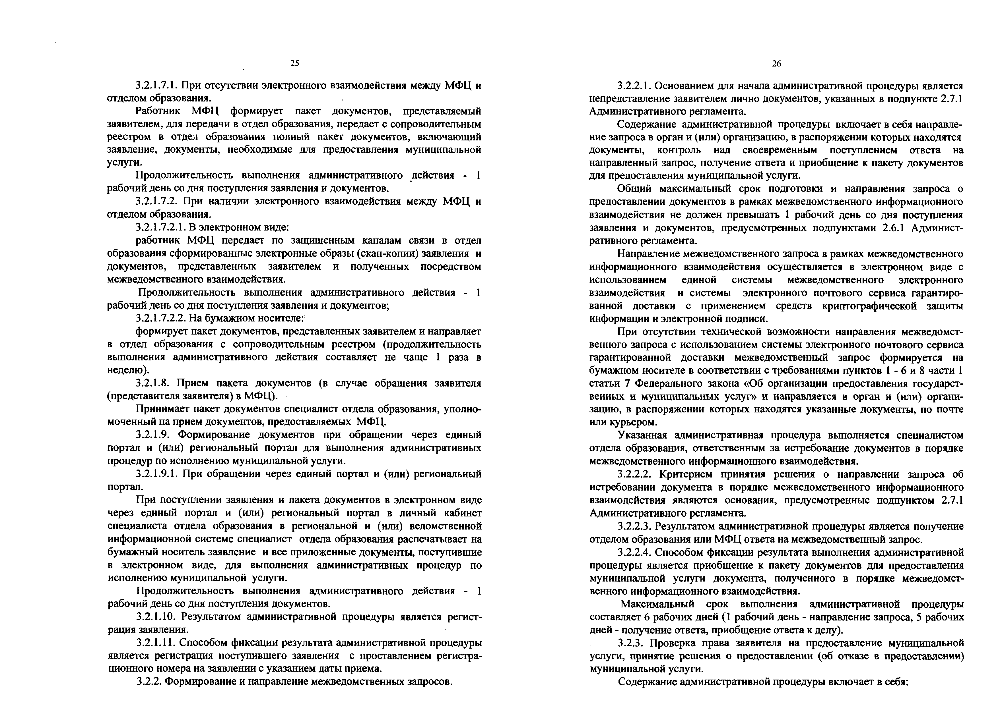 25
3.2.1.7.1. При отсутствии электронного взаимодействия между МФЦ и
отделом образования.
Работник МФЦ формирует пакет документов, представляемый
заявителем, для передачи в отдел образования, передает с сопроводительным
реестром в отдел образования полный пакет документов, включающий
заявление, документы, необходимые для предоставления муниципальной
услуги.
Продолжительность выполнения административного действия - 1
рабочий день со дня поступления заявления и документов.
3.2.1.7.2. При наличии электронного взаимодействия между МФЦ и
отделом образования.
3.2.1.7.2.1. В электронном виде:
работник МФЦ передает по защищенным каналам связи в отдел
образования сформированные электронные образы (скан-копии) заявления и
документов, представленных заявителем и полученных посредством
межведомственного взаимодействия.
Продолжительность выполнения административного действия - 1
рабочий день со дня поступления заявления и документов;
3.2.1.7.2.2. На бумажном носителе:
формирует пакет документов, представленных заявителем и направляет
в отдел образования с сопроводительным реестром (продолжительность
выполнения административного действия составляет не чаще 1 раза в
неделю).
3.2.1.8. Прием пакета документов (в случае обращения заявителя
(представителя заявителя) в МФЦ).
Принимает пакет документов специалист отдела образования, уполно-
моченный на прием документов, предоставляемых МФЦ.
3.2.1.9. Формирование документов при обращении через единый
портал и (или) региональный портал для выполнения административных
процедур по исполнению муниципальной услуги.
3.2.1.9.1. При обращении через единый портал и (или) региональный
портал.
При поступлении заявления и пакета документов в электронном виде
через единый портал и (или) региональный портал в личный кабинет
специалиста отдела образования в региональной и (или) ведомственной
информационной системе специалист отдела образования распечатывает на
бумажный носитель заявление и все приложенные документы, поступившие
в электронном виде, для выполнения административных процедур по
исполнению муниципальной услуги.
Продолжительность выполнения административного действия - 1
рабочий день со дня поступления документов.
3.2.1.10. Результатом административной процедуры является регист-
рация заявления.
3.2.1.11. Способом фиксации результата административной процедуры
является регистрация поступившего заявления с проставлением регистра-
ционного номера на заявлении с указанием даты приема.
3.2.2. Формирование и направление межведомственных запросов.
26
3.2.2.1. Основанием для начала административной процедуры является
непредставление заявителем лично документов, указанных в подпункте 2.7.1
Административного регламента.
Содержание административной процедуры включает в себя направле-
ние запроса в орган и (или) организацию, в распоряжении которых находятся
документы, контроль над своевременным поступлением ответа на
направленный запрос, получение ответа и приобщение к пакету документов
для предоставления муниципальной услуги.
Общий максимальный срок подготовки и направления запроса о
предоставлении документов в рамках межведомственного информационного
взаимодействия не должен превышать 1 рабочий день со дня поступления
заявления и документов, предусмотренных подпунктами 2.6.1 Админист-
ративного регламента.
Направление межведомственного запроса в рамках межведомственного
информационного взаимодействия осуществляется в электронном виде с
использованием единой системы межведомственного электронного
взаимодействия и системы электронного почтового сервиса гарантиро-
ванной доставки с применением средств криптографической защиты
информации и электронной подписи.
При отсутствии технической возможности направления межведомст-
венного запроса с использованием системы электронного почтового сервиса
гарантированной доставки межведомственный запрос формируется на
бумажном носителе в соответствии с требованиями пунктов 1 - 6 и 8 части 1
статьи 7 Федерального закона «Об организации предоставления государст-
венных и муниципальных услуг» и направляется в орган и (или) органи-
зацию, в распоряжении которых находятся указанные документы, по почте
или курьером.
Указанная административная процедура выполняется специалистом
отдела образования, ответственным за истребование документов в порядке
межведомственного информационного взаимодействия.
3.2.2.2. Критерием принятия решения о направлении запроса об
истребовании документа в порядке межведомственного информационного
взаимодействия являются основания, предусмотренные подпунктом 2.7.1
Административного регламента.
3.2.2.3. Результатом административной процедуры является получение
отделом образования или МФЦ ответа на межведомственный запрос.
3.2.2.4. Способом фиксации результата выполнения административной
процедуры является приобщение к пакету документов для предоставления
муниципальной услуги документа, полученного в порядке межведомст-
венного информационного взаимодействия.
Максимальный срок выполнения административной процедуры
составляет 6 рабочих дней (1 рабочий день - направление запроса, 5 рабочих
дней - получение ответа, приобщение ответа к делу).
3.2.3. Проверка права заявителя на предоставление муниципальной
услуги, принятие решения о предоставлении (об отказе в предоставлении)
муниципальной услуги.
Содержание административной процедуры включает в себя: